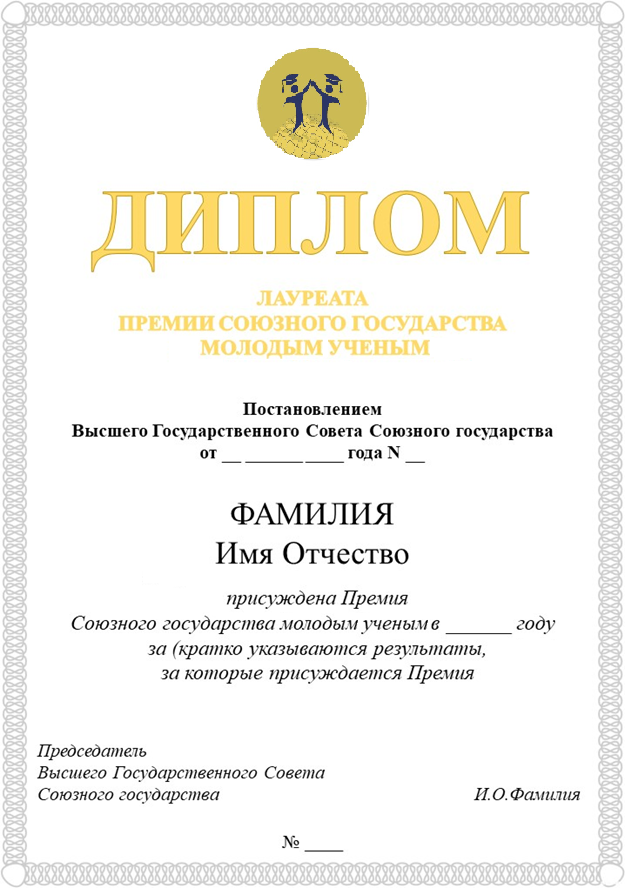 ДИПЛОМ
ЛАУРЕАТА
ПРЕМИИ СОЮЗНОГО ГОСУДАРСТВА
МОЛОДЫМ УЧЕНЫМ
Постановлением
Высшего Государственного Совета Союзного государства
от __ ______ ____ года N __
ФАМИЛИЯ
Имя Отчество
присуждена Премия
Союзного государства молодым ученым в ______ году
за (кратко указываются результаты,
за которые присуждается Премия
Председатель
Высшего Государственного Совета
Союзного государства И.О.Фамилия
№ ____